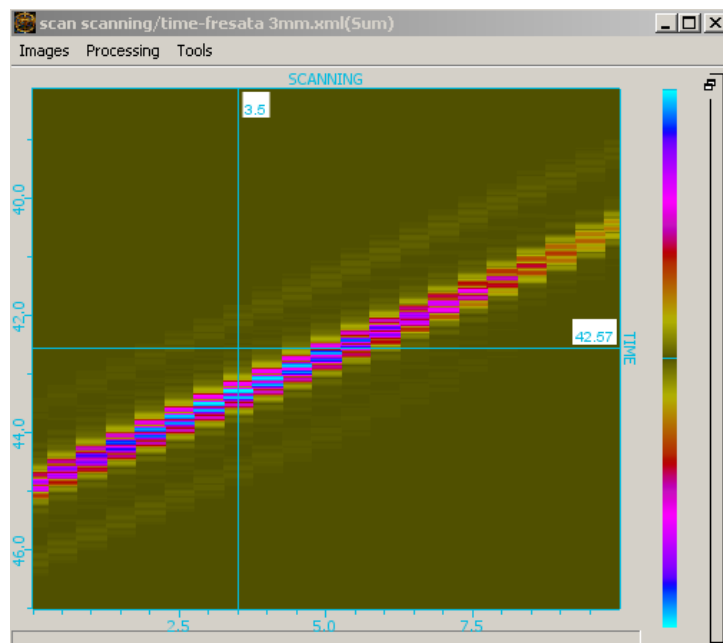 scan scanning/time-fresata 3mm.xml(Sum)
Images Processing Tools
SCANNING
3.5
40,0
42,0
42.57
TIME
44,0
46,0
2.5 5.0 7.5